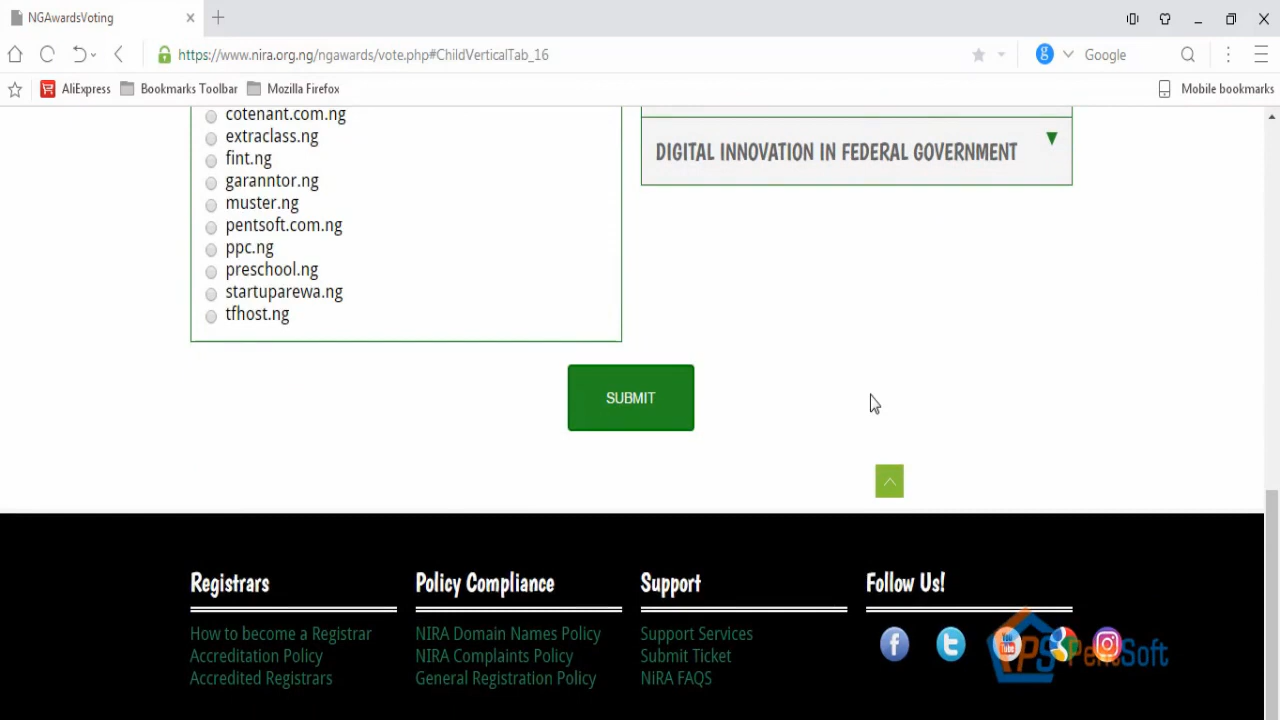 NGAwardsVoting
https://www.nira.org.ng/ngawards/vote.php#ChildVerticalTab_16
Google
AliExpress
Bookmarks Toolbar
Mozilla Firefox
Mobile bookmarks
cotenant.com.ng
extraclass.ng
fint.ng
garanntor.ng
muster.ng
pentsoft.com.ng
ppc.ng
preschool.ng
startuparewa.ng
tfhost.ng
DIGITAL INNOVATION IN FEDERAL GOVERNMENT
SUBMIT
Registrars
How to become a Registrar
Accreditation Policy
Accredited Registrars
Policy Compliance
NIRA Domain Names Policy
NIRA Complaints Policy
General Registration Policy
Support
Support Services
Submit Ticket
NiRA FAQS
Follow Us!